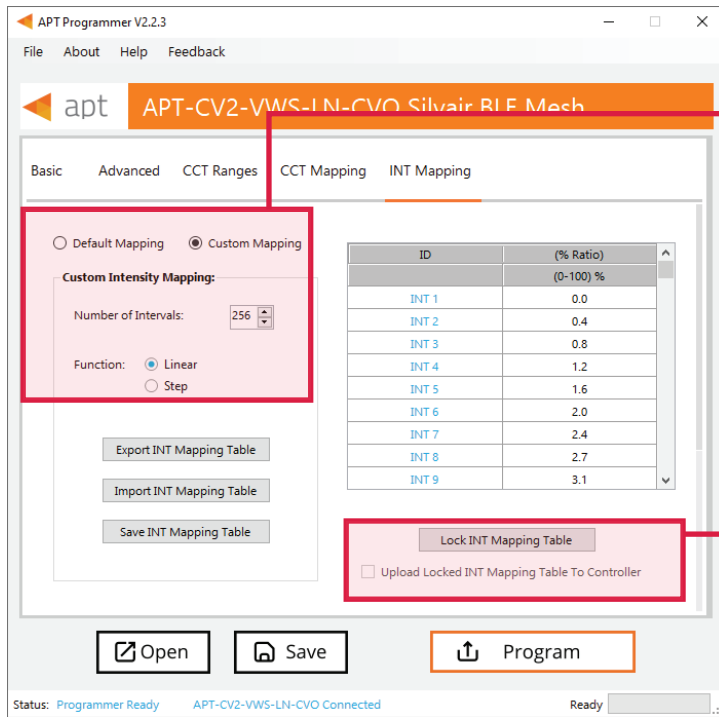 APT Programmer V2.2.3
File About Help Feedback
apt APT-CV2-VWS-LN-CVO Silvair BLE Mesh
Basic Advanced CCT Ranges CCT Mapping INT Mapping
Default Mapping Custom Mapping
Custom Intensity Mapping:
Number of Intervals: 256
Function: Linear
Step
Export INT Mapping Table
Import INT Mapping Table
Save INT Mapping Table
ID (% Ratio)
(0-100) %
INT 1 0.0
INT 2 0.4
INT 3 0.8
INT 4 1.2
INT 5 1.6
INT 6 2.0
INT 7 2.4
INT 8 2.7
INT 9 3.1
Lock INT Mapping Table
Upload Locked INT Mapping Table To Controller
Open Save Program
Status: Programmer Ready APT-CV2-VWS-LN-CVO Connected Ready